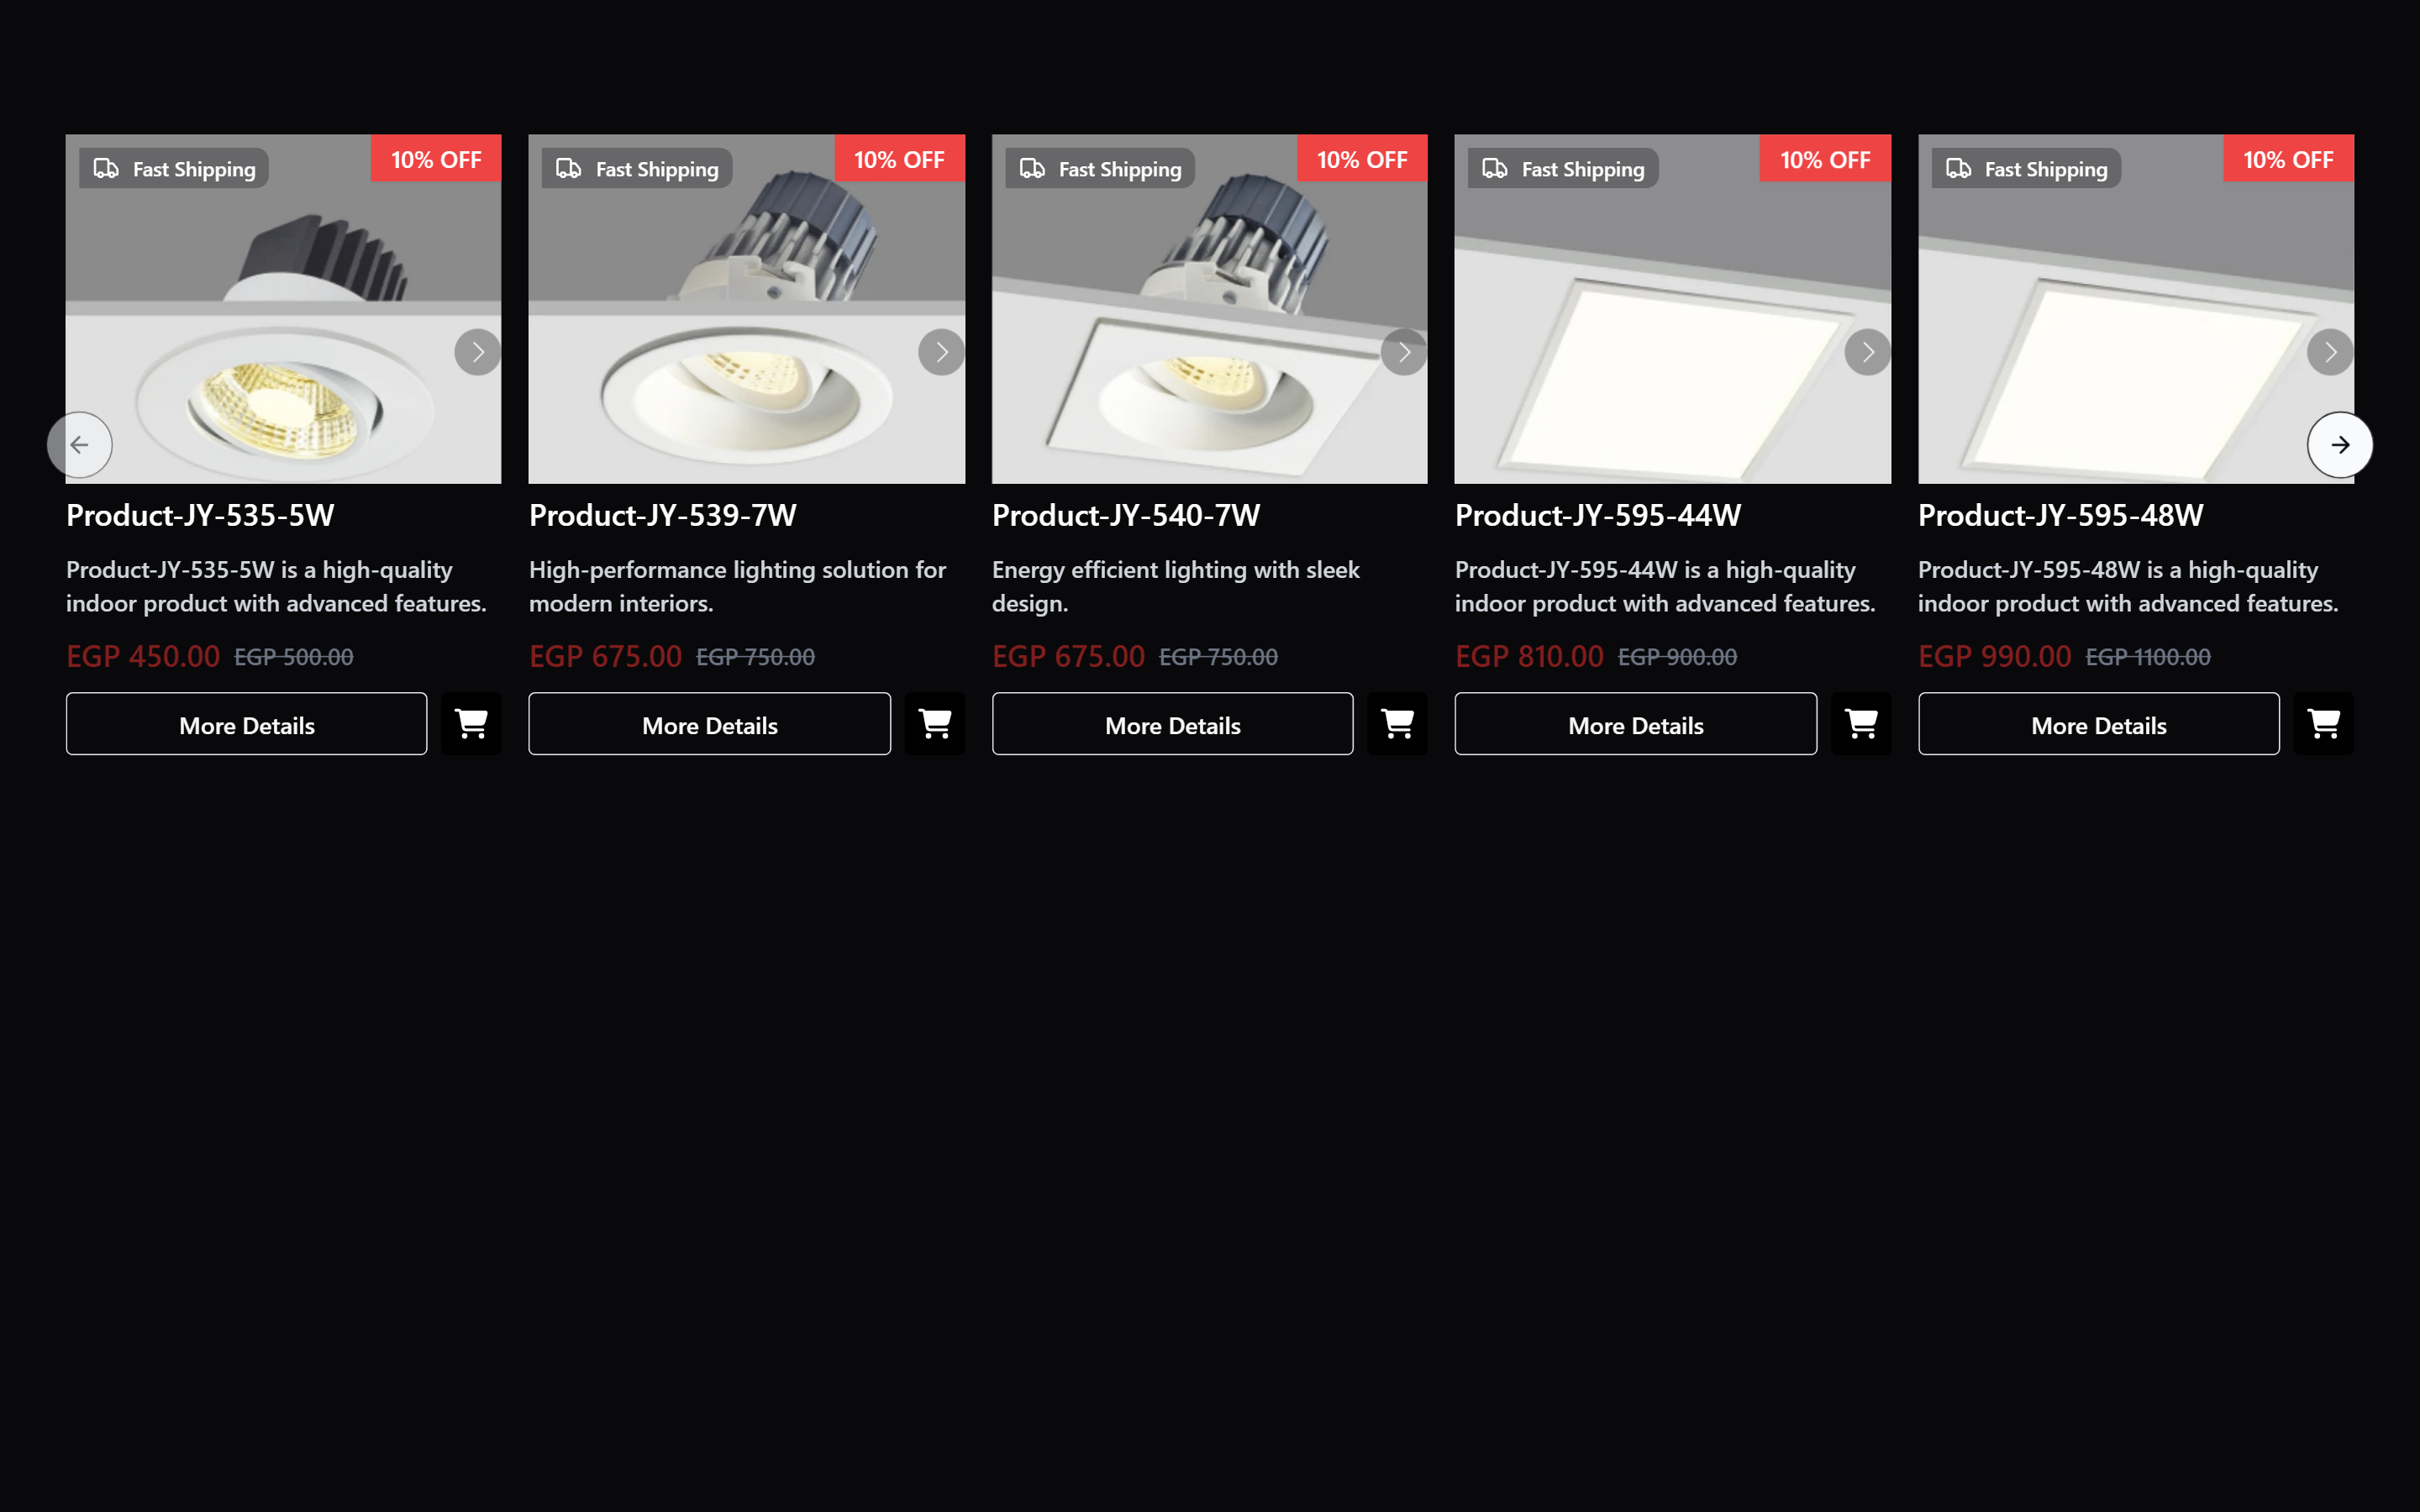 Fast Shipping
10% OFF
Product-JY-535-5W
Product-JY-535-5W is a high-quality
indoor product with advanced features.
EGP 450.00 EGP 500.00
More Details
Fast Shipping
10% OFF
Product-JY-539-7W
High-performance lighting solution for
modern interiors.
EGP 675.00 EGP 750.00
More Details
Fast Shipping
10% OFF
Product-JY-540-7W
Energy efficient lighting with sleek
design.
EGP 675.00 EGP 750.00
More Details
Fast Shipping
10% OFF
Product-JY-595-44W
Product-JY-595-44W is a high-quality
indoor product with advanced features.
EGP 810.00 EGP 900.00
More Details
Fast Shipping
10% OFF
Product-JY-595-48W
Product-JY-595-48W is a high-quality
indoor product with advanced features.
EGP 990.00 EGP 1100.00
More Details